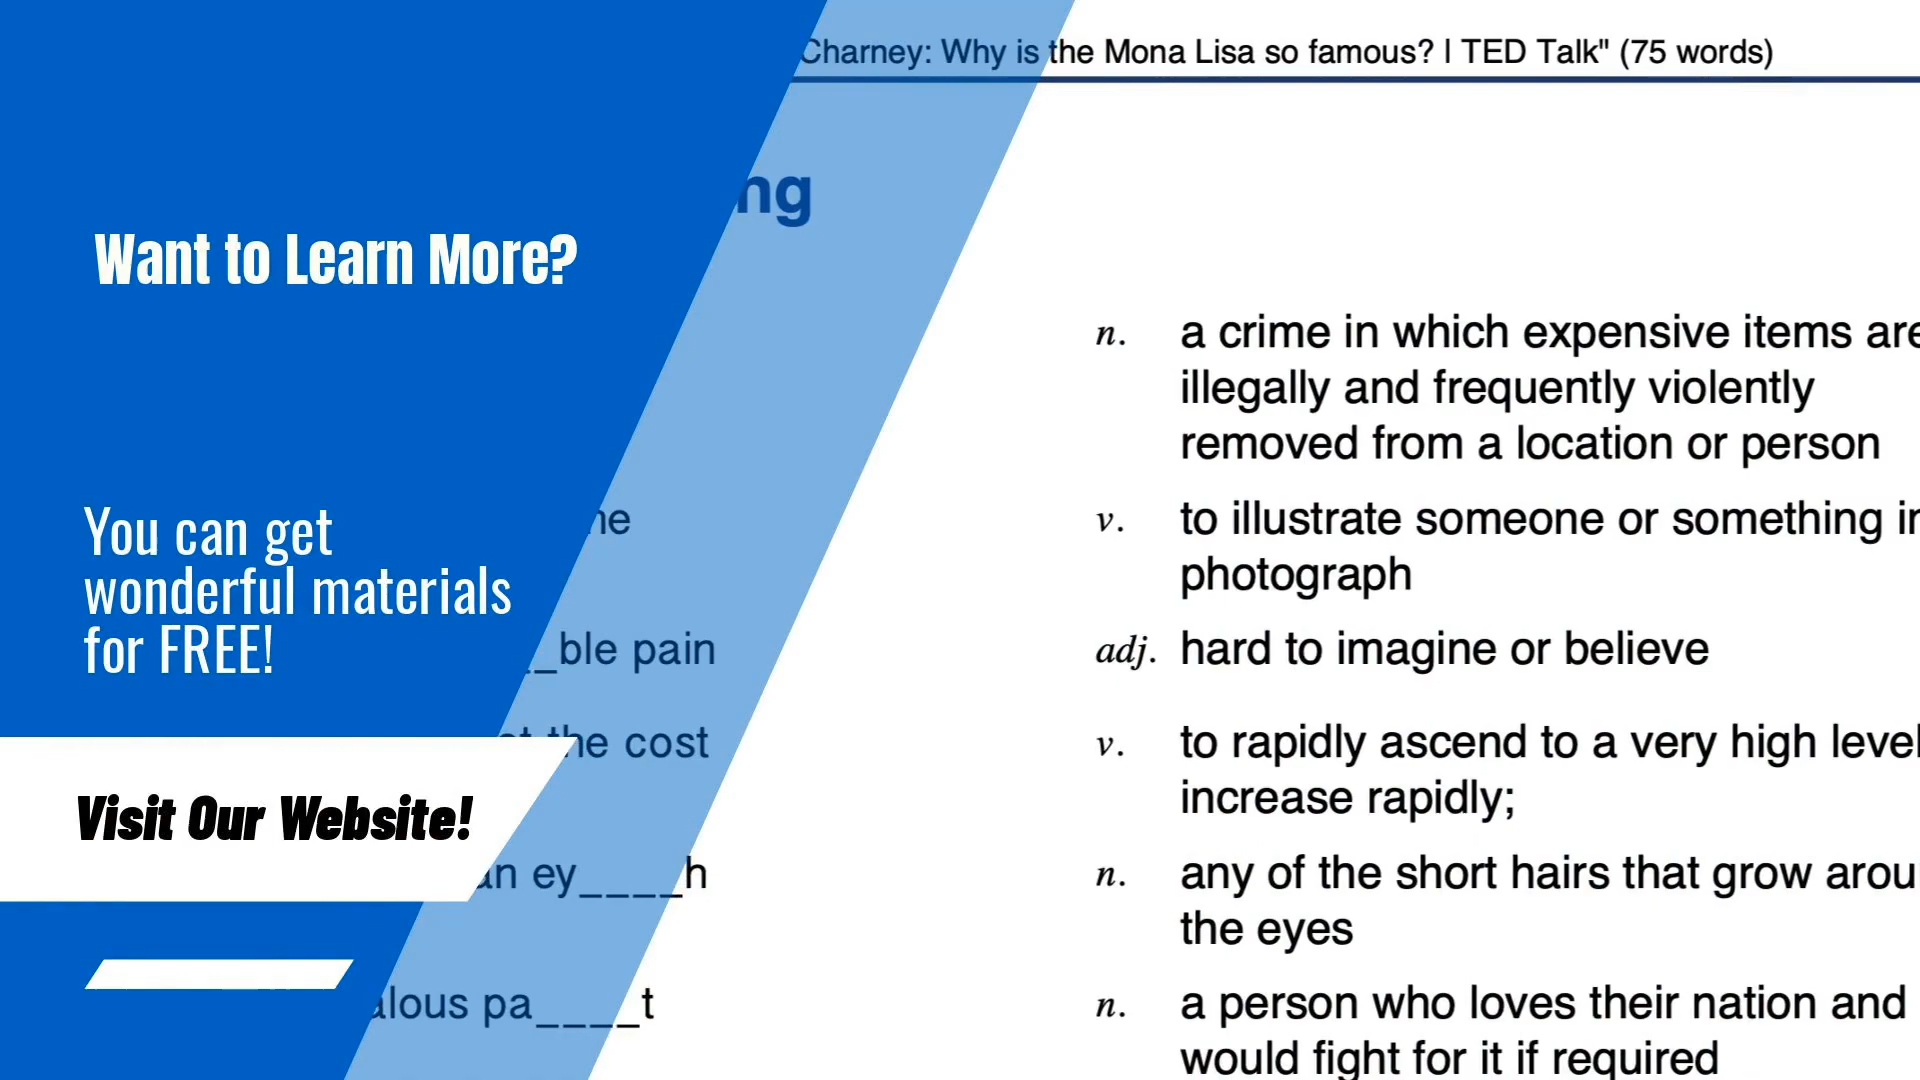 Charney: Why is the Mona Lisa so famous? | TED Talk" (75 words)
ng
Want to Learn More?
You can get
wonderful materials
for FREE!
Visit Our Website!
n. a crime in which expensive items are
illegally and frequently violently
removed from a location or person
v. to illustrate someone or something in
photograph
_ble pain
adj. hard to imagine or believe
the cost
v. to rapidly ascend to a very high level
increase rapidly;
an ey____h
n. any of the short hairs that grow arou
the eyes
alous pa____t
n. a person who loves their nation and
would fight for it if required